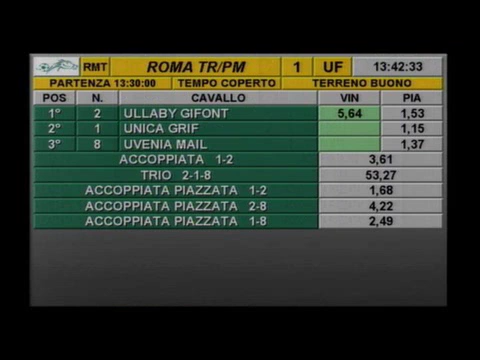 RMT ROMA TR/PM 1 UF 13:42:33
PARTENZA 13:30:00 TEMPO COPERTO TERRENO BUONO
POS N. CAVALLO VIN PIA
1° 2 ULLABY GIFONT 5,64 1,53
2° 1 UNICA GRIF 1,15
3° 8 UVENIA MAIL 1,37
ACCOPPIATA 1-2 3,61
TRIO 2-1-8 53,27
ACCOPPIATA PIAZZATA 1-2 1,68
ACCOPPIATA PIAZZATA 2-8 4,22
ACCOPPIATA PIAZZATA 1-8 2,49